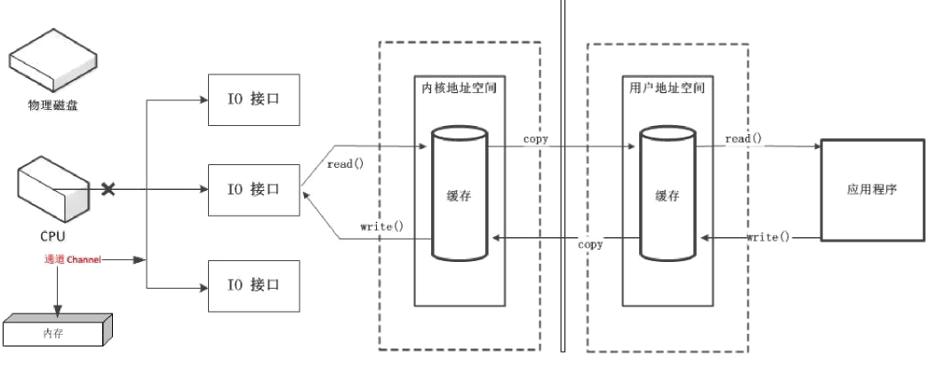 物理磁盘
CPU
通道 Channel
内存
IO 接口
IO 接口
IO 接口
read()
write()
内核地址空间
缓存
copy
copy
用户地址空间
缓存
read()
write()
应用程序